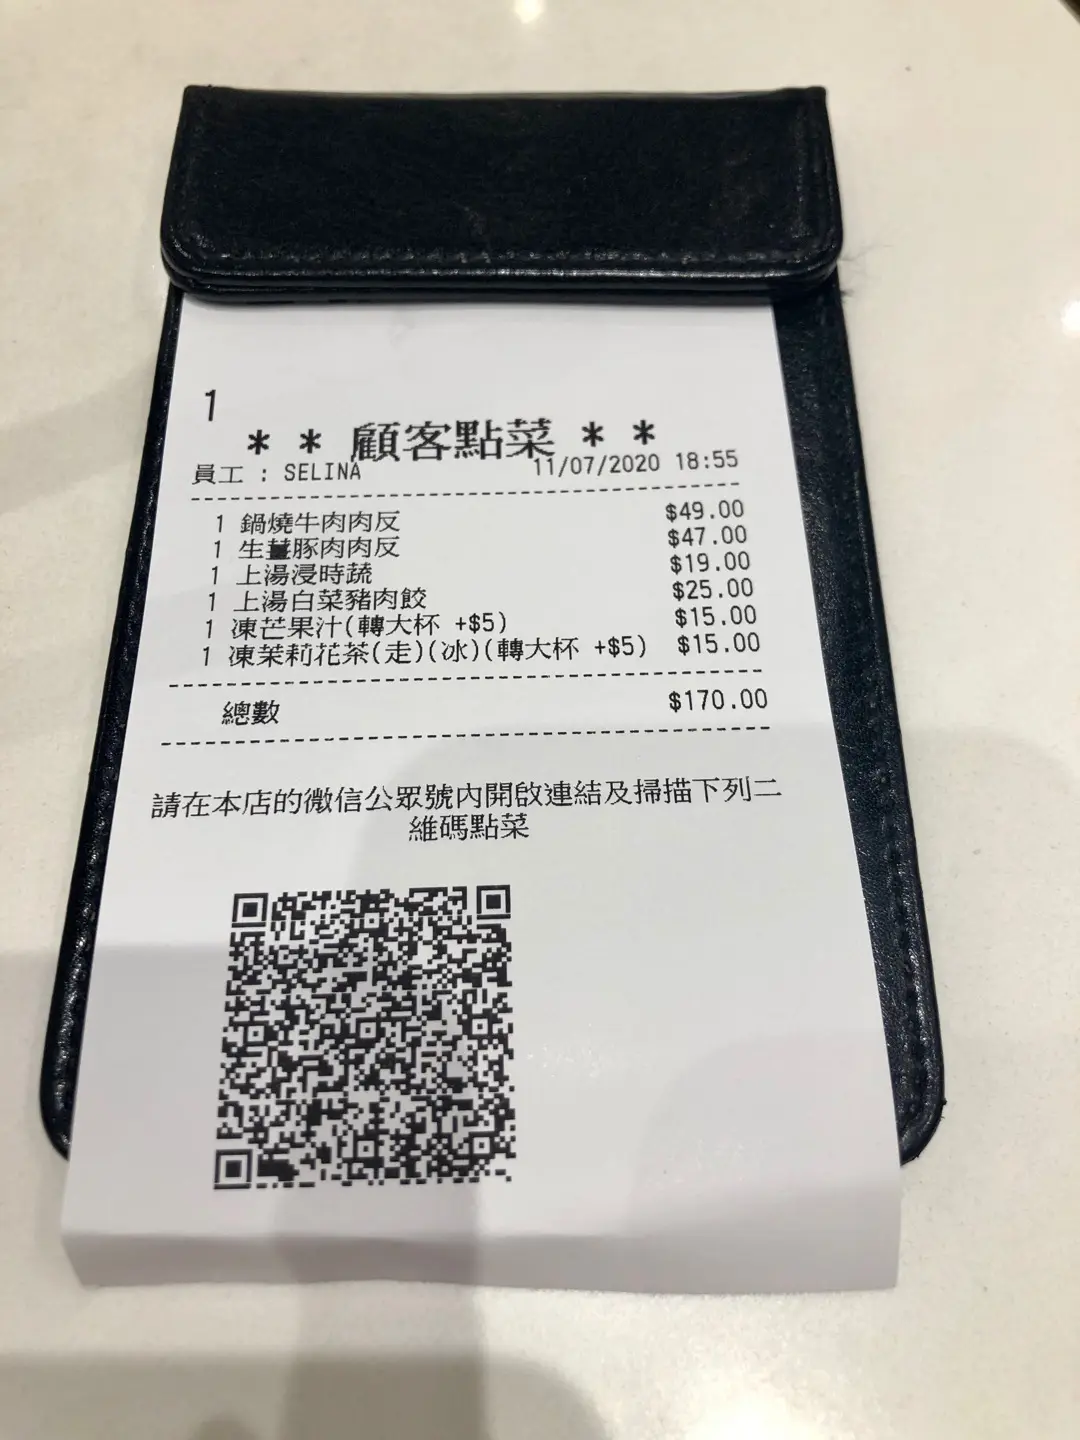 1
** 顧客點菜 **
員工 : SELINA 11/07/2020 18:55
1 鍋燒牛肉肉反 $49.00
1 生薑豚肉肉反 $47.00
1 上湯浸時蔬 $19.00
1 上湯白菜豬肉餃 $25.00
1 凍芒果汁(轉大杯 +$5) $15.00
1 凍茉莉花茶(走)(冰)(轉大杯 +$5) $15.00
總數 $170.00
請在本店的微信公眾號內開啟連結及掃描下列二
維碼點菜